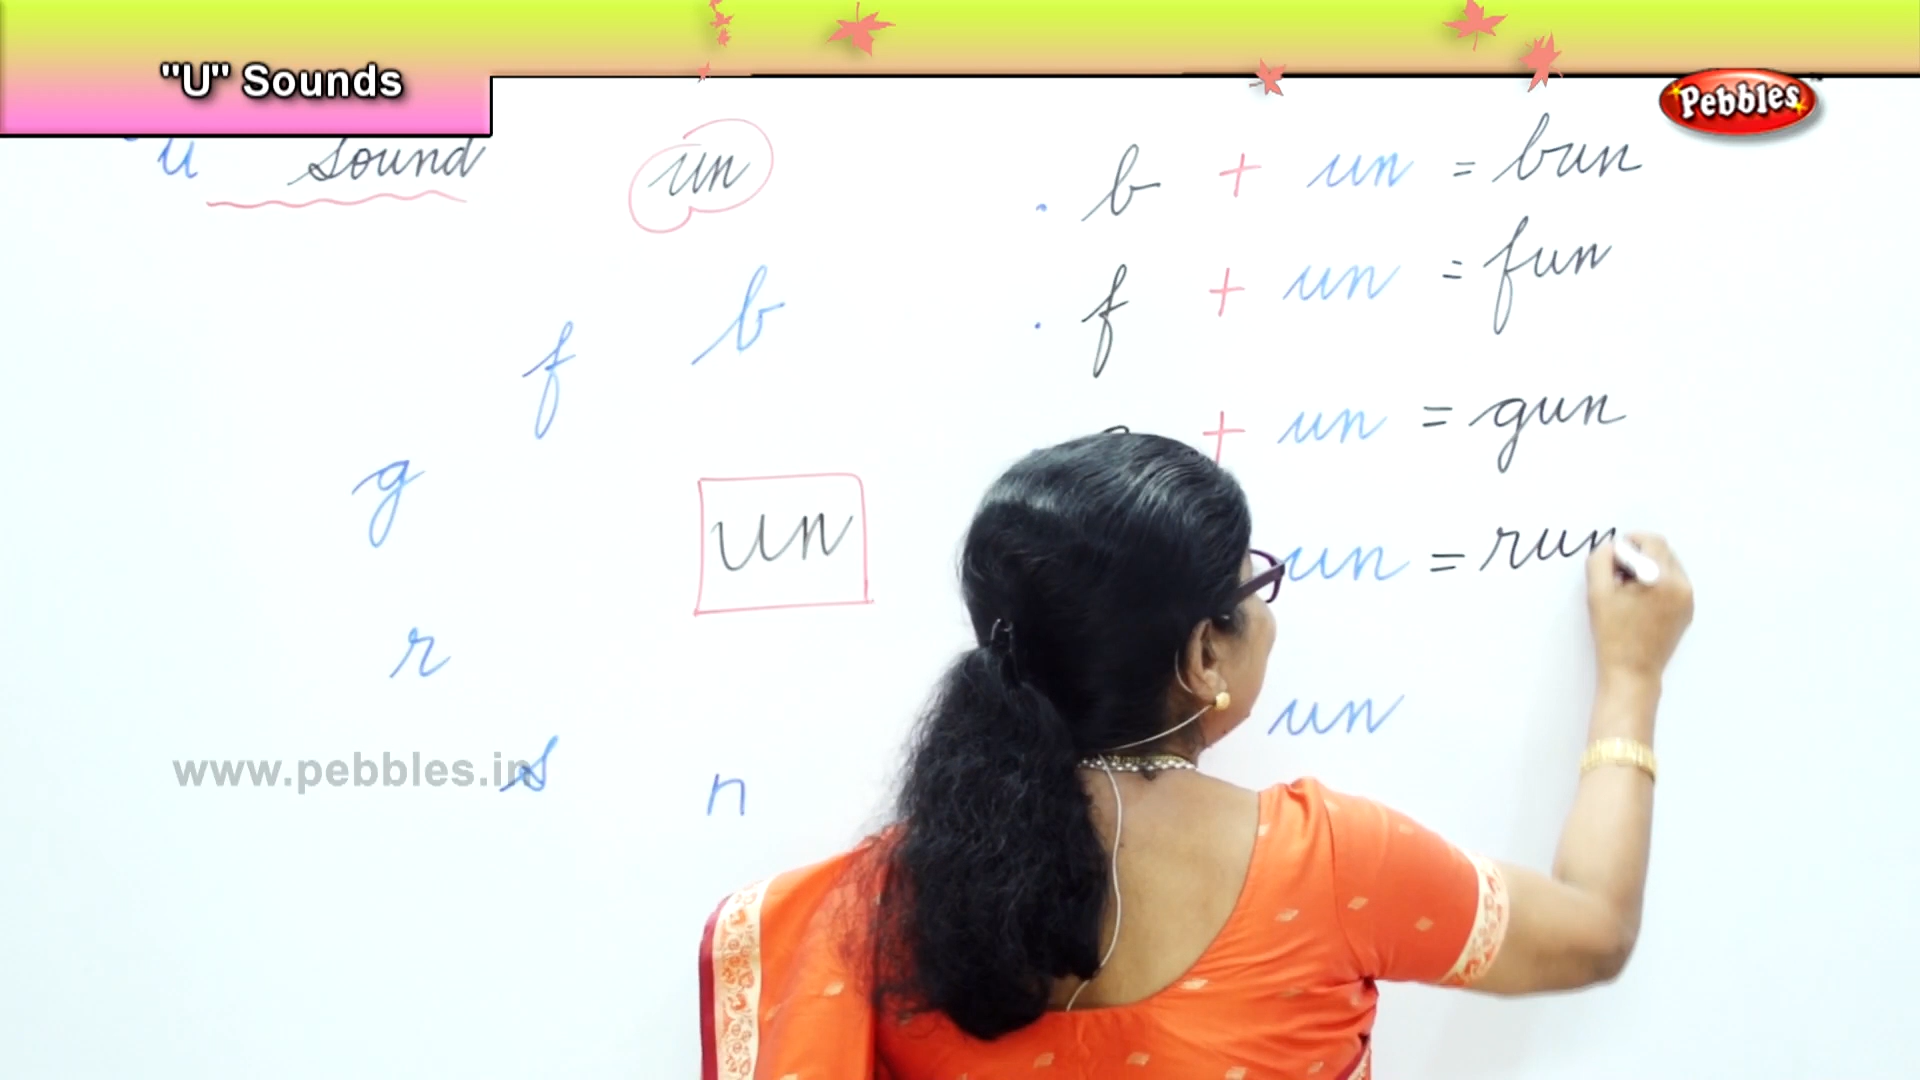 "U" Sounds
Pebbles
u sound
un
b + un = bun
f + un = fun
+ un = gun
un = run
un
b
f
g
un
r
s
n
www.pebbles.in